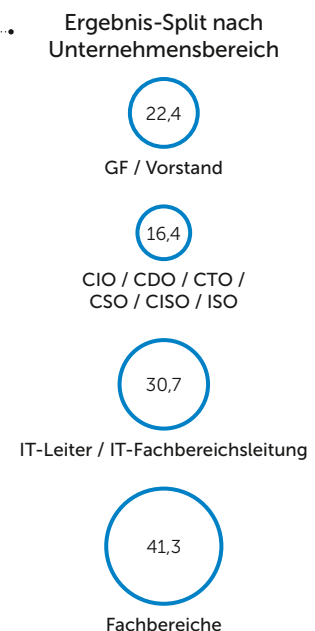 Ergebnis-Split nach
Unternehmensbereich
22,4
GF / Vorstand
16,4
CIO / CDO / CTO /
CSO / CISO / ISO
30,7
IT-Leiter / IT-Fachbereichsleitung
41,3
Fachbereiche